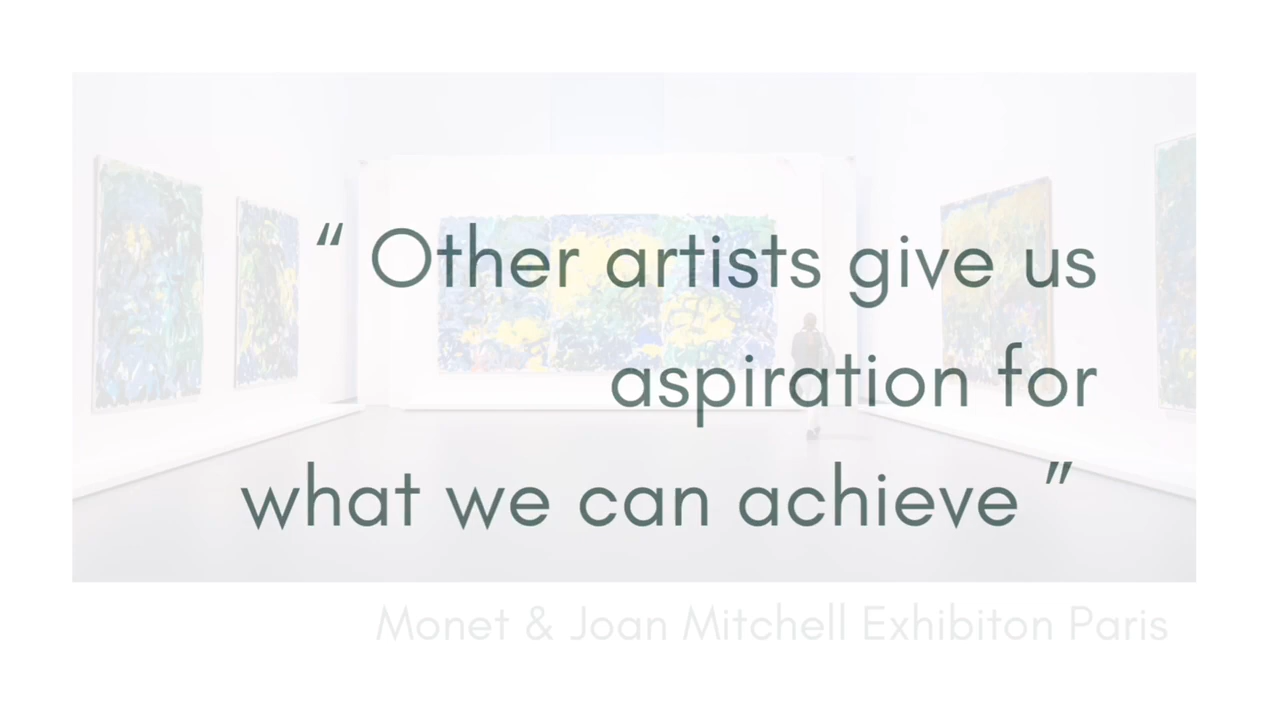 “ Other artists give us
aspiration for
what we can achieve ”
Monet & Joan Mitchell Exhibiton Paris